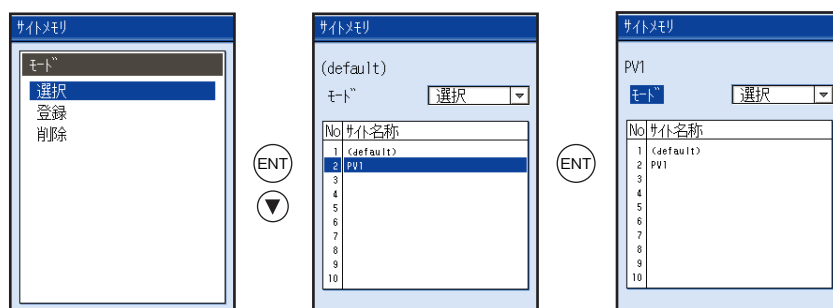 サイトメモリ
モード
選択
登録
削除
ENT
▼
サイトメモリ
(default)
モード 選択 ▼
No サイト名称
1 (default)
2 PV1
3
4
5
6
7
8
9
10
ENT
サイトメモリ
PV1
モード 選択 ▼
No サイト名称
1 (default)
2 PV1
3
4
5
6
7
8
9
10